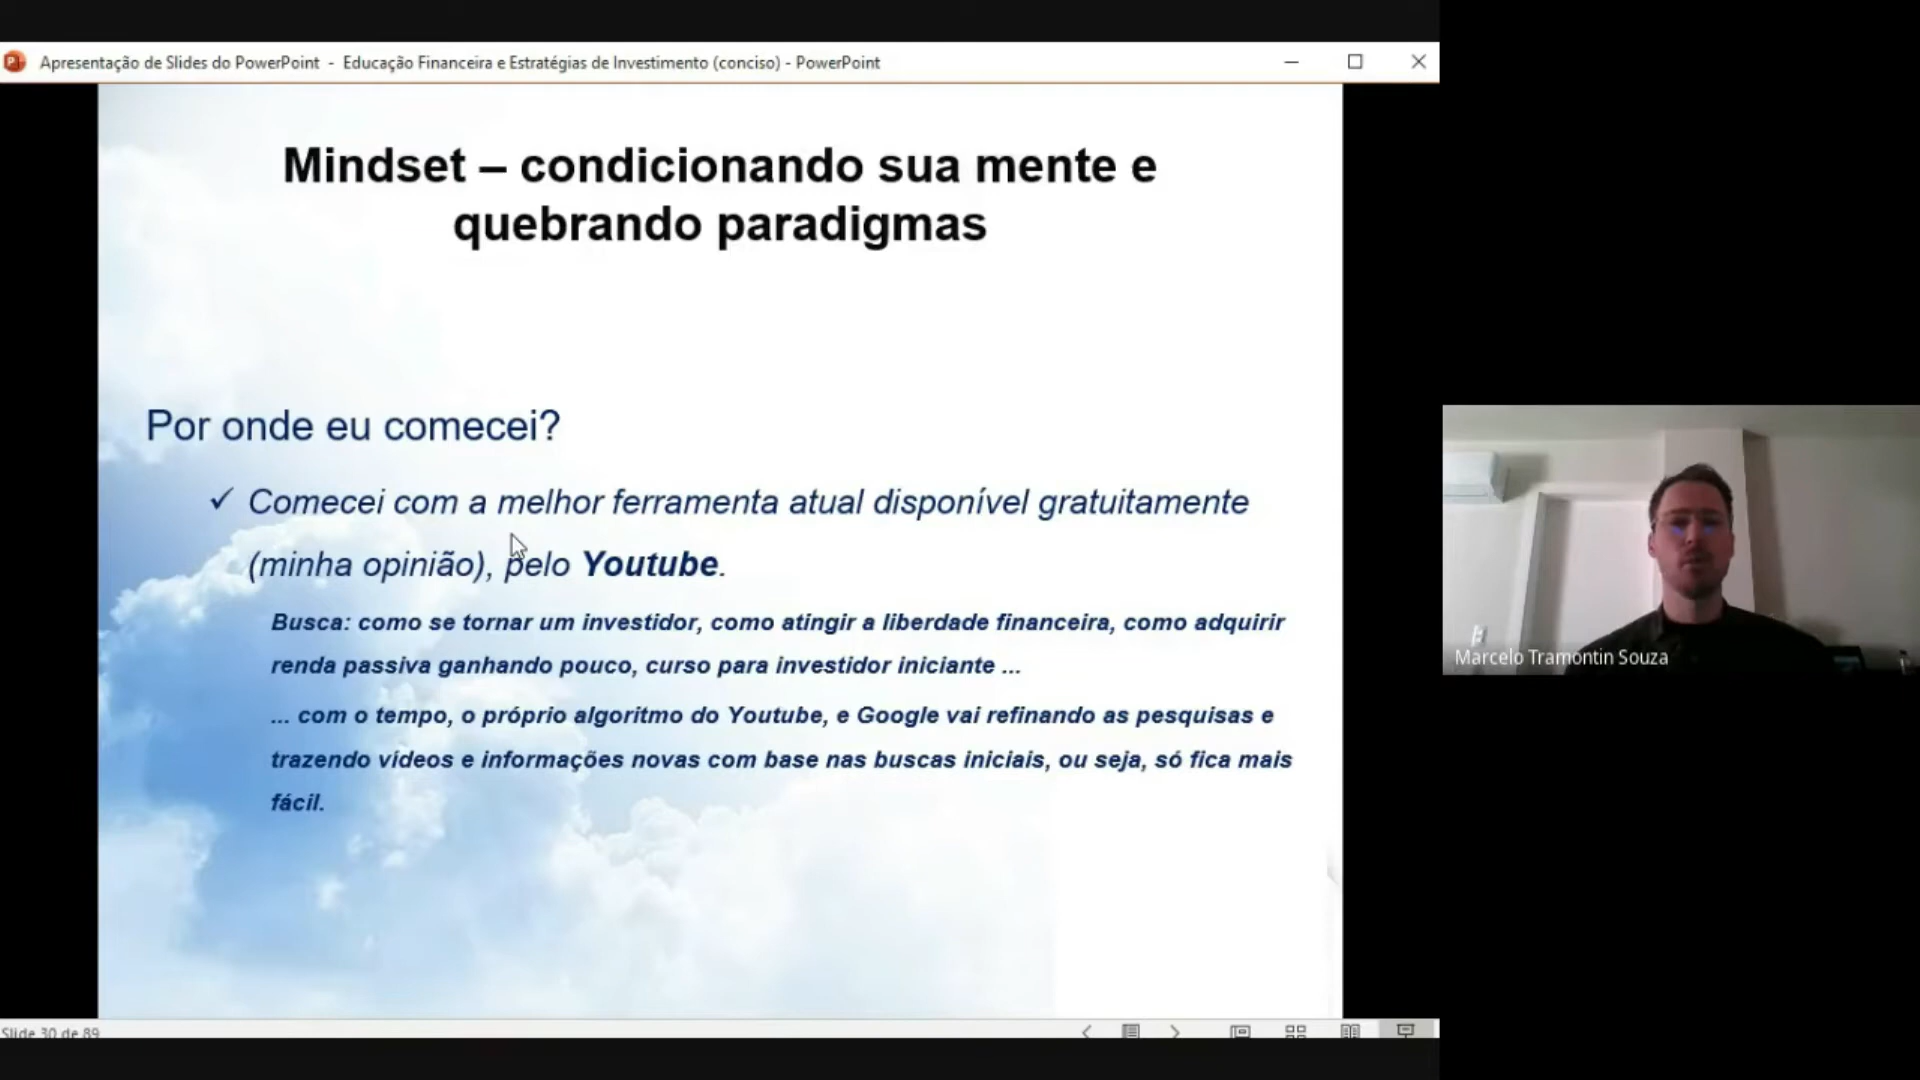 Apresentação de Slides do PowerPoint - Educação Financeira e Estratégias de Investimento (conciso) - PowerPoint
Mindset – condicionando sua mente e
quebrando paradigmas
Por onde eu comecei?
✓ Comecei com a melhor ferramenta atual disponível gratuitamente
(minha opinião), pelo Youtube.
Busca: como se tornar um investidor, como atingir a liberdade financeira, como adquirir
renda passiva ganhando pouco, curso para investidor iniciante ...
... com o tempo, o próprio algoritmo do Youtube, e Google vai refinando as pesquisas e
trazendo vídeos e informações novas com base nas buscas iniciais, ou seja, só fica mais
fácil.
Marcelo Tramontin Souza
Slide 30 de 89